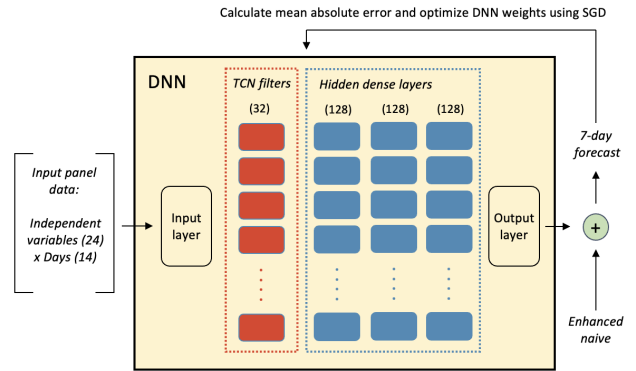 Calculate mean absolute error and optimize DNN weights using SGD
DNN
TCN filters
(32)
Hidden dense layers
(128)
(128)
(128)
Input panel
data:
Independent
variables (24)
x Days (14)
Input
layer
Output
layer
7-day
forecast
+
Enhanced
naive